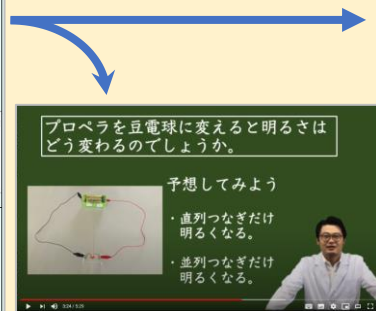 プロペラを豆電球に変えると明るさは
どう変わるのでしょうか。
予想してみよう
・直列つなぎだけ
明るくなる。
・並列つなぎだけ
明るくなる。